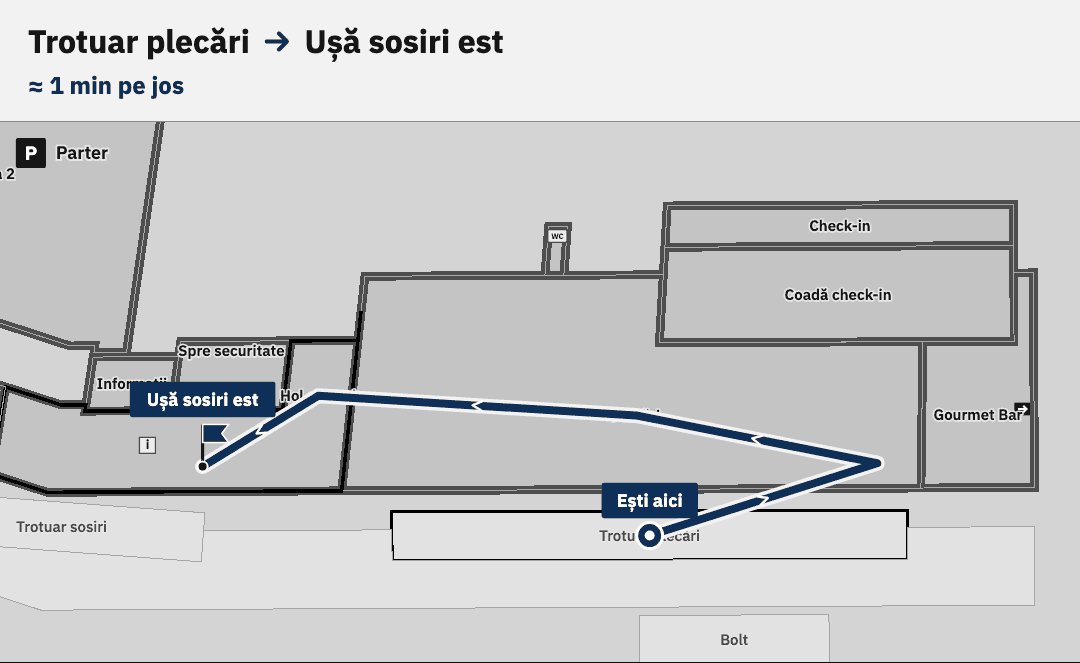 Trotuar plecări → Ușă sosiri est
≈ 1 min pe jos
P Parter
a 2
Check-in
WC
Coadă check-in
Spre securitate
Ușă sosiri est
Gourmet Bar
i
Ești aici
Trotuar sosiri
Bolt